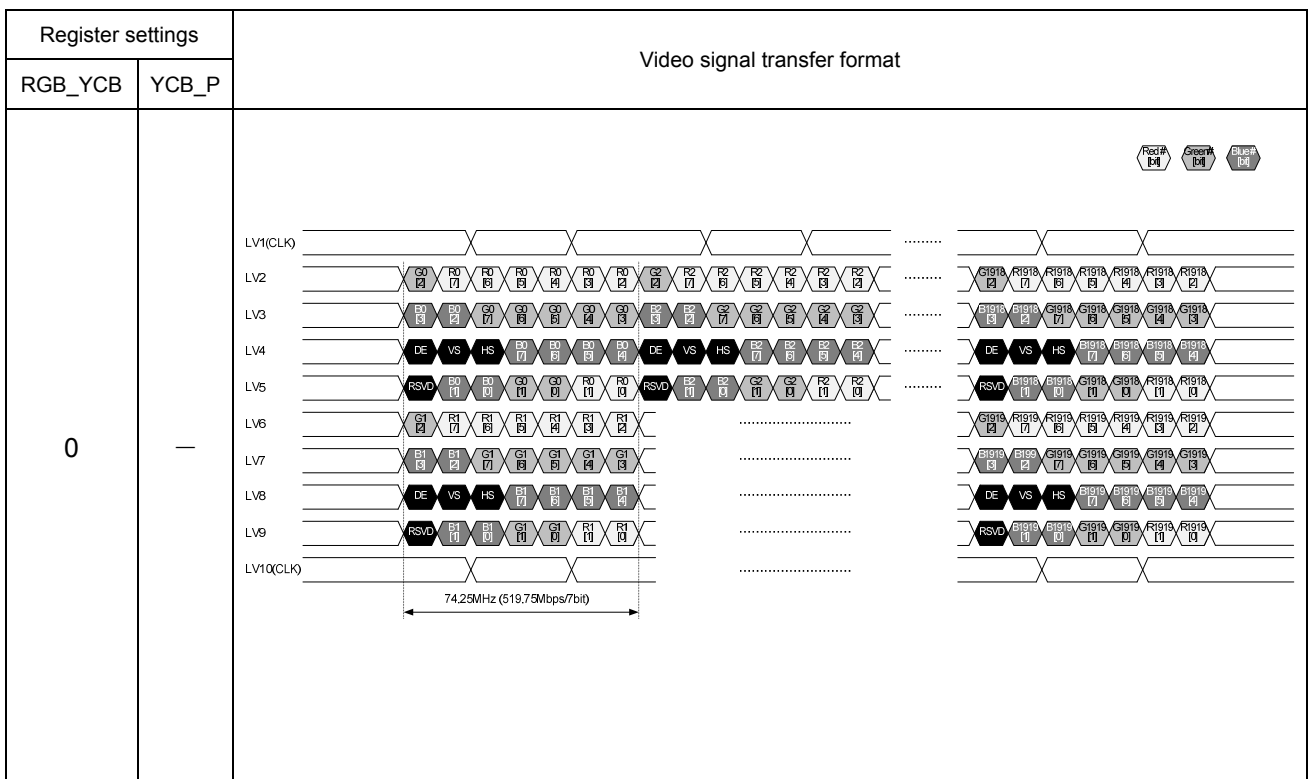 Register settings
Video signal transfer format
RGB_YCB YCB_P
Red# [bit] Green# [bit] Blue# [bit]
LV1(CLK) .........
LV2 G0 [2] R0 [7] R0 [6] R0 [5] R0 [4] R0 [3] R0 [2] G2 [2] R2 [7] R2 [6] R2 [5] R2 [4] R2 [3] R2 [2] ......... G1918 [2] R1918 [7] R1918 [6] R1918 [5] R1918 [4] R1918 [3] R1918 [2]
LV3 B0 [3] B0 [2] G0 [7] G0 [6] G0 [5] G0 [4] G0 [3] B2 [3] B2 [2] G2 [7] G2 [6] G2 [5] G2 [4] G2 [3] ......... B1918 [3] B1918 [2] G1918 [7] G1918 [6] G1918 [5] G1918 [4] G1918 [3]
LV4 DE VS HS B0 [7] B0 [6] B0 [5] B0 [4] DE VS HS B2 [7] B2 [6] B2 [5] B2 [4] ......... DE VS HS B1918 [7] B1918 [6] B1918 [5] B1918 [4]
LV5 RSVD B0 [1] B0 [0] G0 [1] G0 [0] R0 [1] R0 [0] RSVD B2 [1] B2 [0] G2 [1] G2 [0] R2 [1] R2 [0] ......... RSVD B1918 [1] B1918 [0] G1918 [1] G1918 [0] R1918 [1] R1918 [0]
LV6 G1 [2] R1 [7] R1 [6] R1 [5] R1 [4] R1 [3] R1 [2] ........................... G1919 [2] R1919 [7] R1919 [6] R1919 [5] R1919 [4] R1919 [3] R1919 [2]
0 —
LV7 B1 [3] B1 [2] G1 [7] G1 [6] G1 [5] G1 [4] G1 [3] ........................... B1919 [3] B199 [2] G1919 [7] G1919 [6] G1919 [5] G1919 [4] G1919 [3]
LV8 DE VS HS B1 [7] B1 [6] B1 [5] B1 [4] ........................... DE VS HS B1919 [7] B1919 [6] B1919 [5] B1919 [4]
LV9 RSVD B1 [1] B1 [0] G1 [1] G1 [0] R1 [1] R1 [0] ........................... RSVD B1919 [1] B1919 [0] G1919 [1] G1919 [0] R1919 [1] R1919 [0]
LV10(CLK) ...........................
74.25MHz (519.75Mbps/7bit)